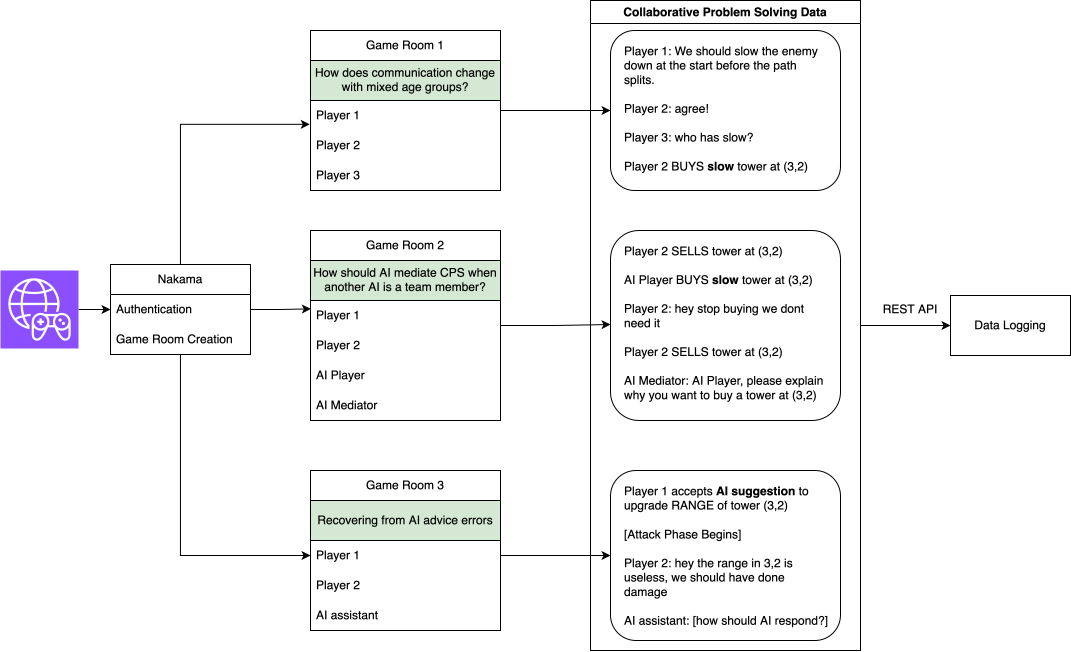 Collaborative Problem Solving Data
Game Room 1
How does communication change
with mixed age groups?
Player 1
Player 2
Player 3
Player 1: We should slow the enemy
down at the start before the path
splits.
Player 2: agree!
Player 3: who has slow?
Player 2 BUYS slow tower at (3,2)
Nakama
Authentication
Game Room Creation
Game Room 2
How should AI mediate CPS when
another AI is a team member?
Player 1
Player 2
AI Player
AI Mediator
Player 2 SELLS tower at (3,2)
AI Player BUYS slow tower at (3,2)
Player 2: hey stop buying we dont
need it
Player 2 SELLS tower at (3,2)
AI Mediator: AI Player, please explain
why you want to buy a tower at (3,2)
REST API
Data Logging
Game Room 3
Recovering from AI advice errors
Player 1
Player 2
AI assistant
Player 1 accepts AI suggestion to
upgrade RANGE of tower (3,2)
[Attack Phase Begins]
Player 2: hey the range in 3,2 is
useless, we should have done
damage
AI assistant: [how should AI respond?]